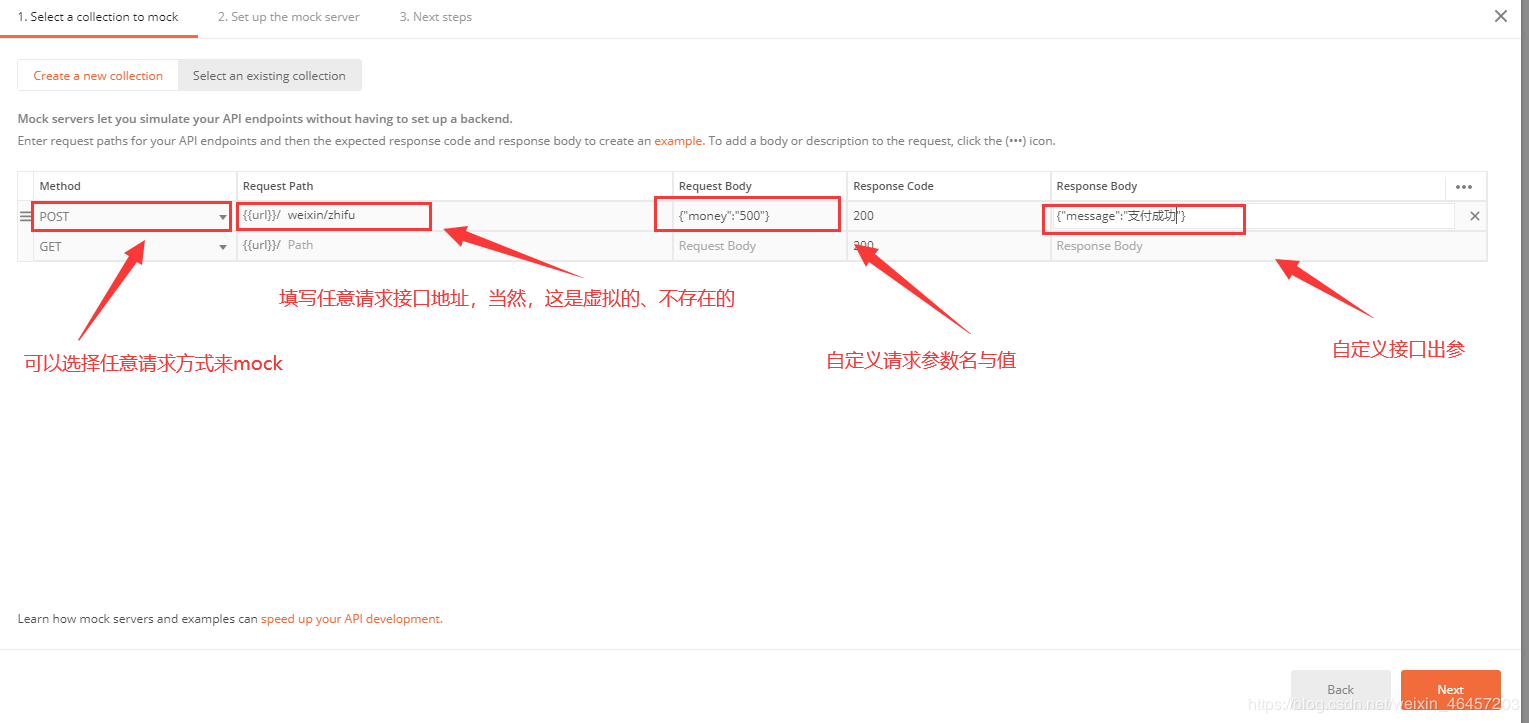 1. Select a collection to mock
2. Set up the mock server
3. Next steps
Create a new collection
Select an existing collection
Mock servers let you simulate your API endpoints without having to set up a backend.
Enter request paths for your API endpoints and then the expected response code and response body to create an example. To add a body or description to the request, click the (•••) icon.
Method Request Path Request Body Response Code Response Body •••
POST {{url}}/ weixin/zhifu {"money":"500"} 200 {"message":"支付成功"}
GET {{url}}/ Path Request Body 200 Response Body
填写任意请求接口地址，当然，这是虚拟的、不存在的
可以选择任意请求方式来mock
自定义请求参数名与值
自定义接口出参
Learn how mock servers and examples can speed up your API development.
Back
Next
https://blog.csdn.net/weixin_46457203